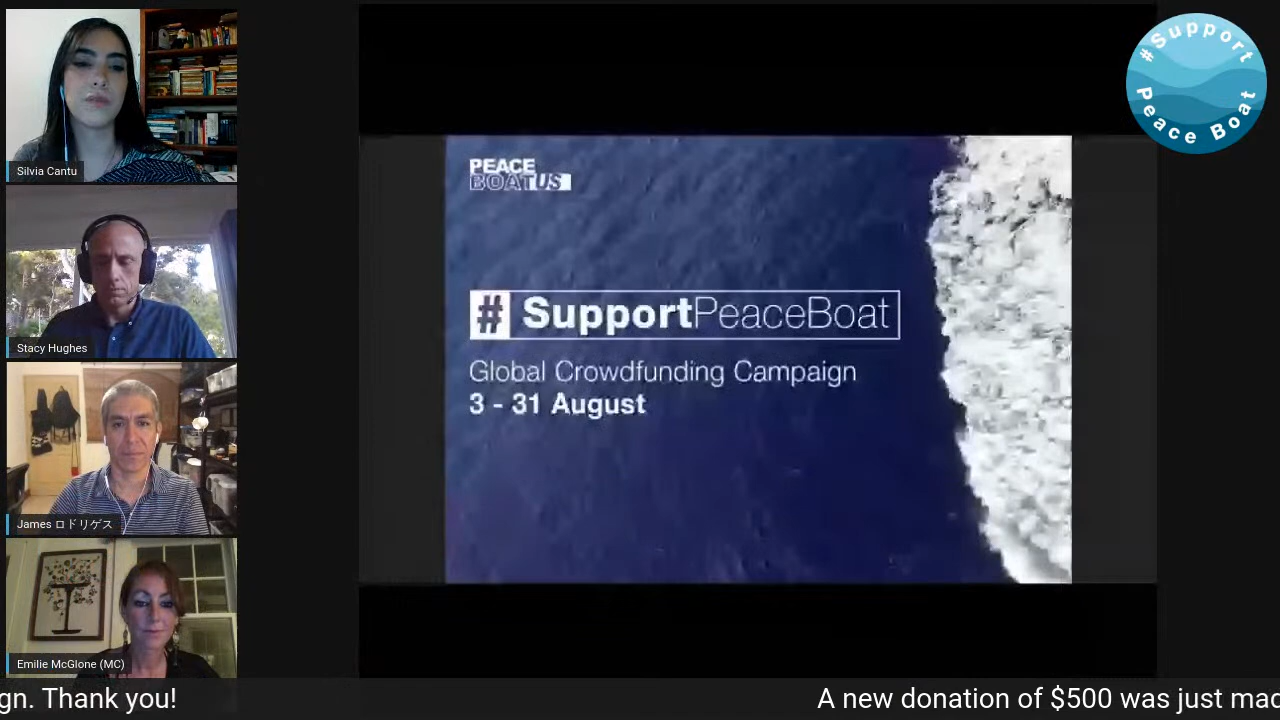 Silvia Cantu
Stacy Hughes
James ロドリゲス
Emilie McGlone (MC)
PEACE
BOAT US
# SupportPeaceBoat
Global Crowdfunding Campaign
3 - 31 August
#Support
Peace Boat
gn. Thank you!
A new donation of $500 was just mad